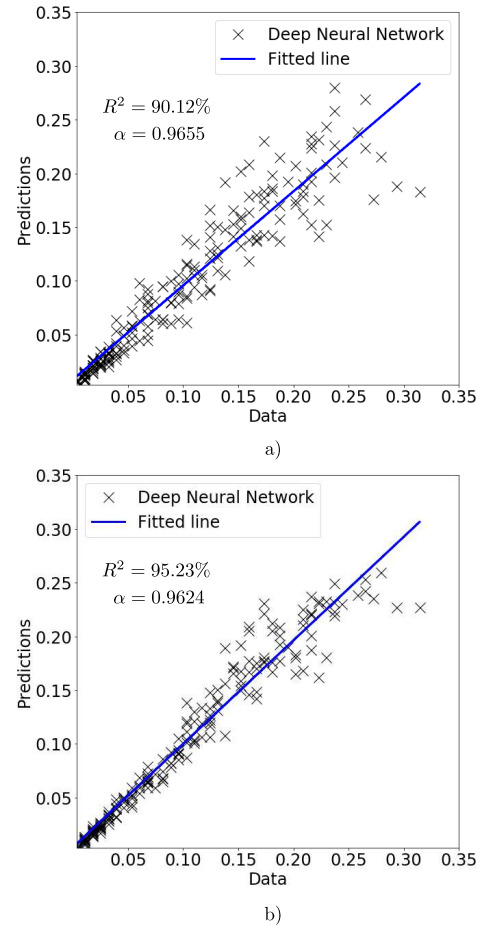 0.35
Deep Neural Network
Fitted line
0.30
R² = 90.12%
0.25
α = 0.9655
0.20
Predictions
0.15
0.10
0.05
0.05 0.10 0.15 0.20 0.25 0.30 0.35
Data
a)
0.35
Deep Neural Network
0.30
Fitted line
R² = 95.23%
0.25
α = 0.9624
0.20
Predictions
0.15
0.10
0.05
0.05 0.10 0.15 0.20 0.25 0.30 0.35
Data
b)